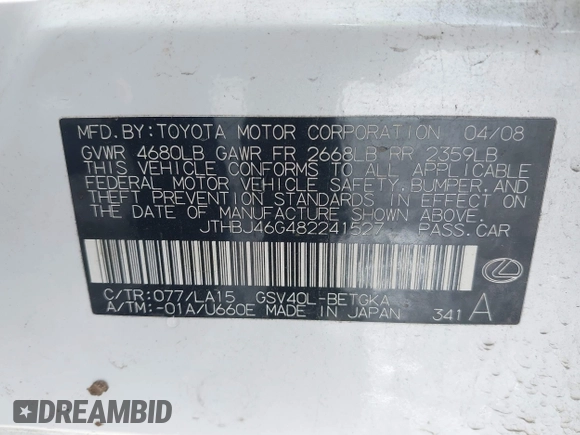 MFD. BY: TOYOTA MOTOR CORPORATION 04/08
GVWR 4680LB GAWR FR 2668LB RR 2359LB
THIS VEHICLE CONFORMS TO ALL APPLICABLE
FEDERAL MOTOR VEHICLE SAFETY, BUMPER, AND
THEFT PREVENTION STANDARDS IN EFFECT ON
THE DATE OF MANUFACTURE SHOWN ABOVE.
JTHBJ46G482241527 PASS. CAR
C/TR: 077/LA15 GSV40L-BETGKA
A/TM: -01A/U660E MADE IN JAPAN 341 A
DREAMBID